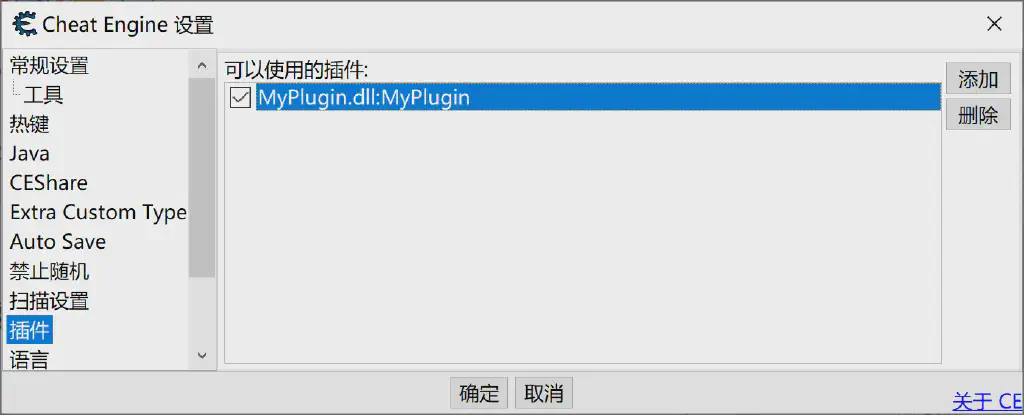 Cheat Engine 设置
常规设置
工具
热键
Java
CEShare
Extra Custom Type
Auto Save
禁止随机
扫描设置
插件
语言
可以使用的插件:
MyPlugin.dll:MyPlugin
添加
删除
确定
取消
关于 CE